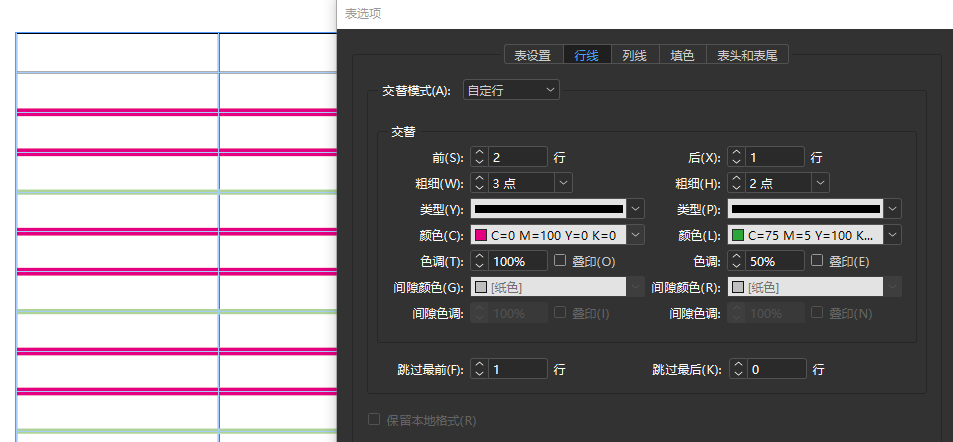 表选项
表设置 行线 列线 填色 表头和表尾
交替模式(A): 自定行
交替
前(S): 2 行 后(X): 1 行
粗细(W): 3 点 粗细(H): 2 点
类型(Y): 类型(P):
颜色(C): C=0 M=100 Y=0 K=0 颜色(L): C=75 M=5 Y=100 K...
色调(T): 100% 叠印(O) 色调: 50% 叠印(E)
间隙颜色(G): [纸色] 间隙颜色(R): [纸色]
间隙色调: 100% 叠印(I) 间隙色调: 100% 叠印(N)
跳过最前(F): 1 行 跳过最后(K): 0 行
保留本地格式(R)